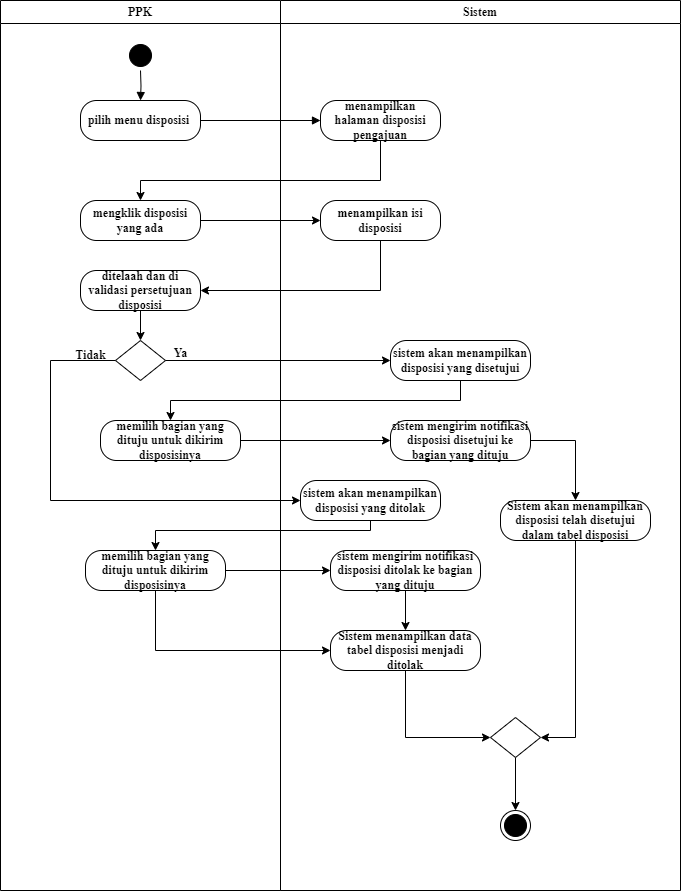 PPK
Sistem
pilih menu disposisi
menampilkan
halaman disposisi
pengajuan
mengklik disposisi
yang ada
menampilkan isi
disposisi
ditelaah dan di
validasi persetujuan
disposisi
Tidak
Ya
sistem akan menampilkan
disposisi yang disetujui
memilih bagian yang
dituju untuk dikirim
disposisinya
sistem mengirim notifikasi
disposisi disetujui ke
bagian yang dituju
sistem akan menampilkan
disposisi yang ditolak
Sistem akan menampilkan
disposisi telah disetujui
dalam tabel disposisi
memilih bagian yang
dituju untuk dikirim
disposisinya
sistem mengirim notifikasi
disposisi ditolak ke bagian
yang dituju
Sistem menampilkan data
tabel disposisi menjadi
ditolak